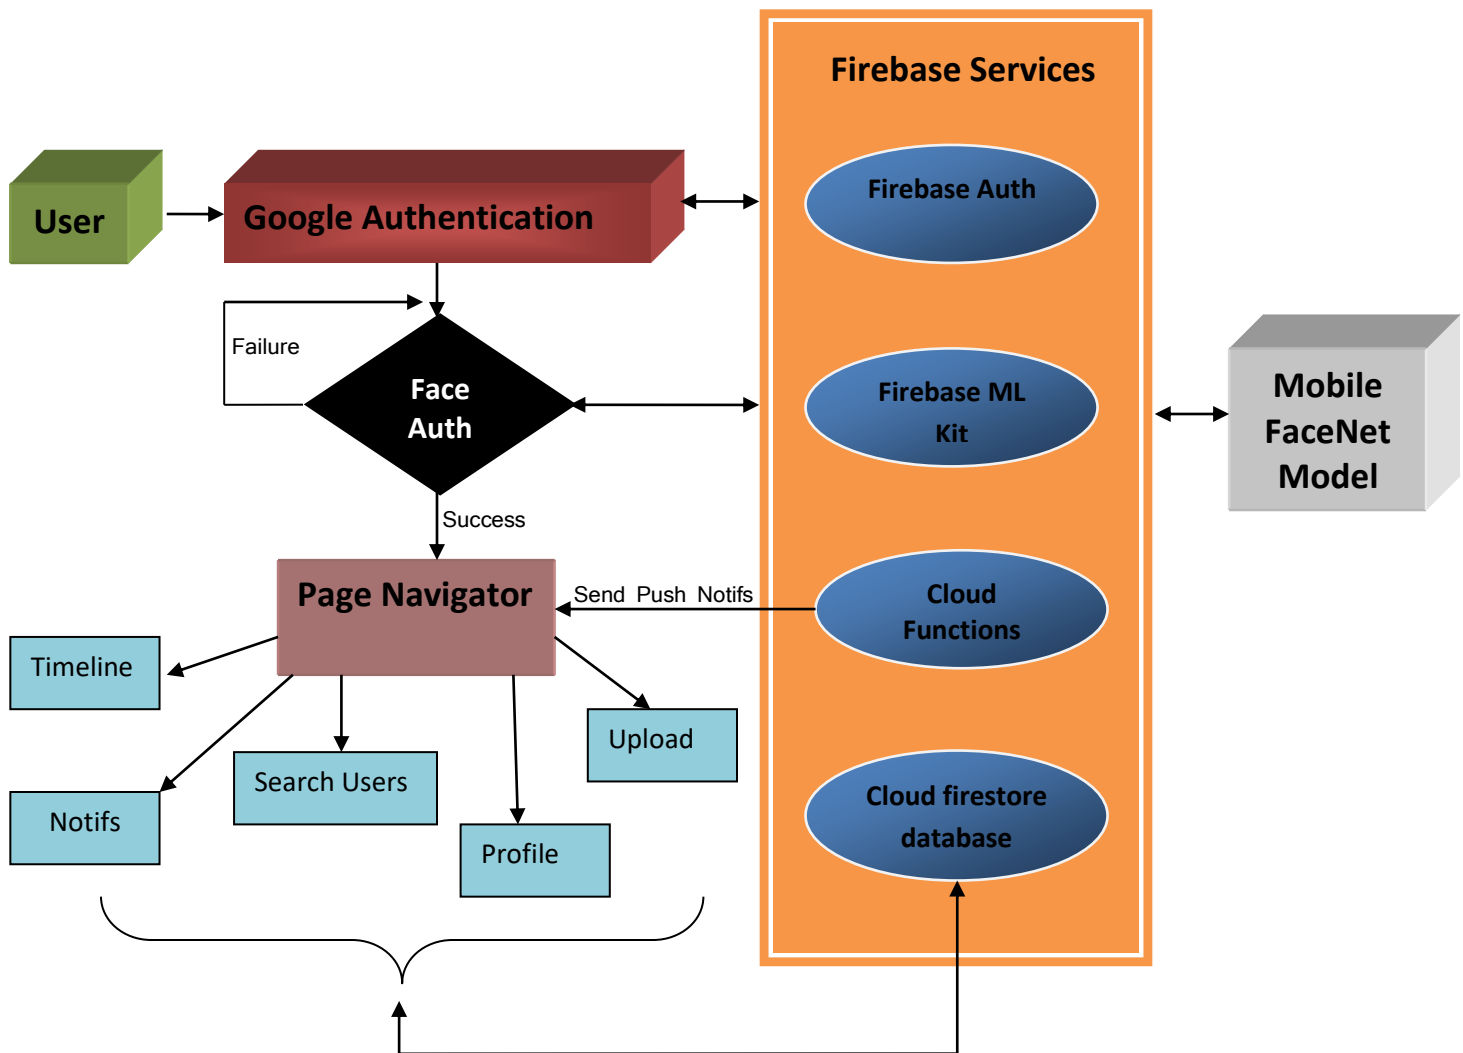 Firebase Services
Firebase Auth
User
Google Authentication
Failure
Face
Auth
Firebase ML
Kit
Mobile
FaceNet
Model
Success
Page Navigator
Send Push Notifs
Cloud
Functions
Timeline
Upload
Search Users
Notifs
Profile
Cloud firestore
database